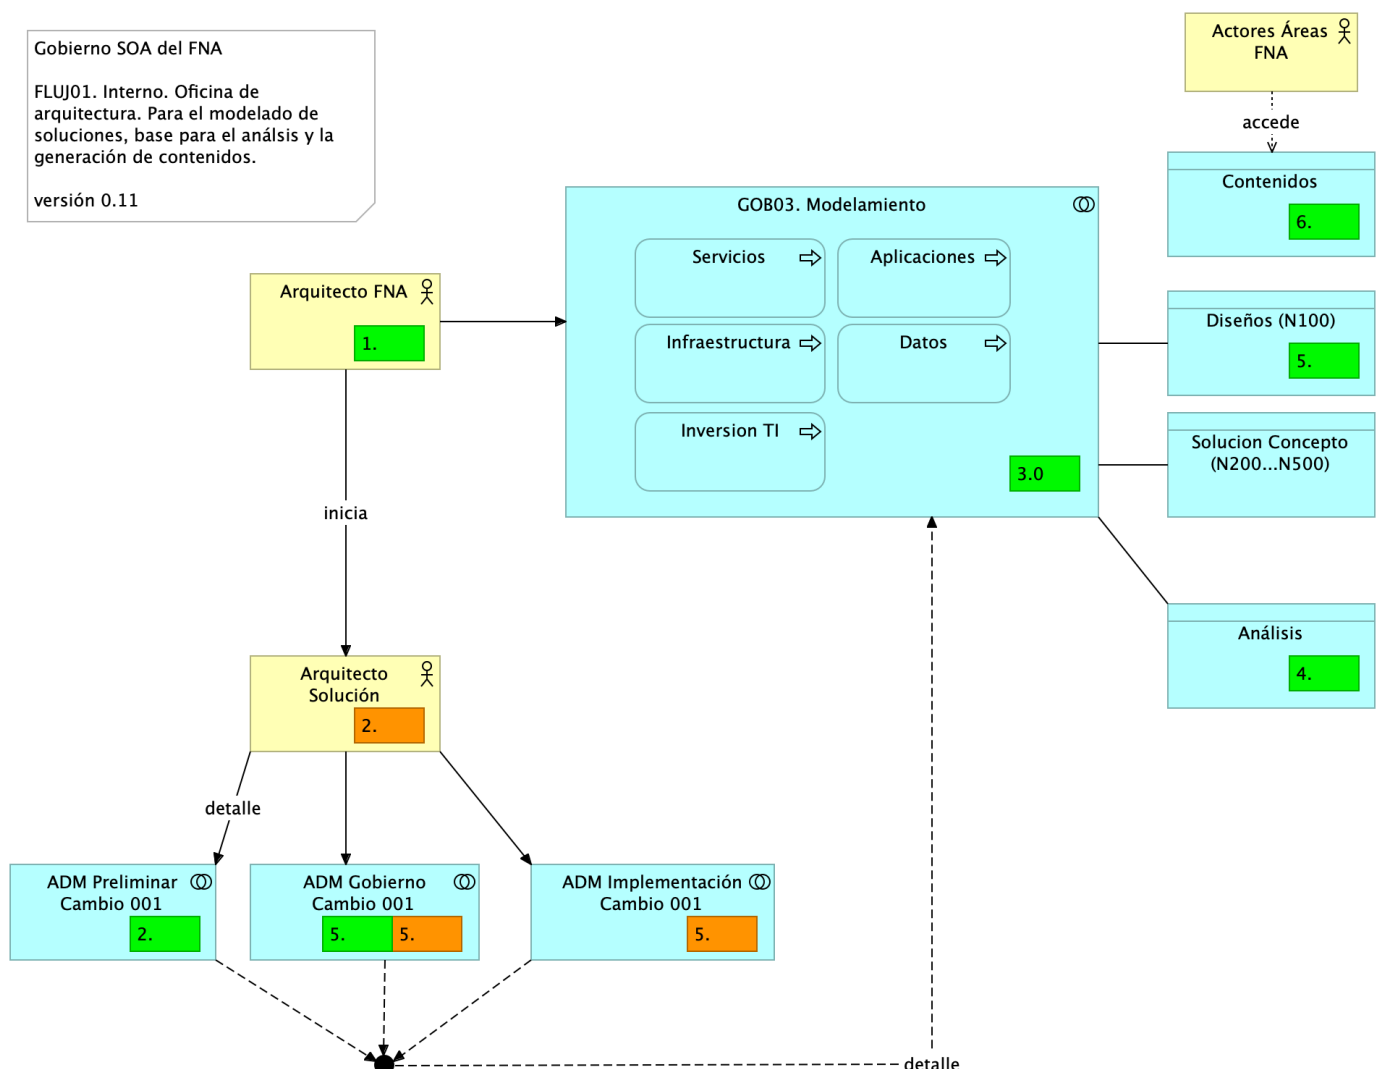 Gobierno SOA del FNA
FLUJ01. Interno. Oficina de
arquitectura. Para el modelado de
soluciones, base para el análsis y la
generación de contenidos.
versión 0.11
Actores Áreas
FNA
accede
Contenidos
6.
GOB03. Modelamiento
Servicios
Aplicaciones
Infraestructura
Datos
Inversion TI
3.0
Arquitecto FNA
1.
Diseños (N100)
5.
Solucion Concepto
(N200...N500)
inicia
Análisis
4.
Arquitecto
Solución
2.
detalle
ADM Preliminar
Cambio 001
2.
ADM Gobierno
Cambio 001
5.
5.
ADM Implementación
Cambio 001
5.
detalle